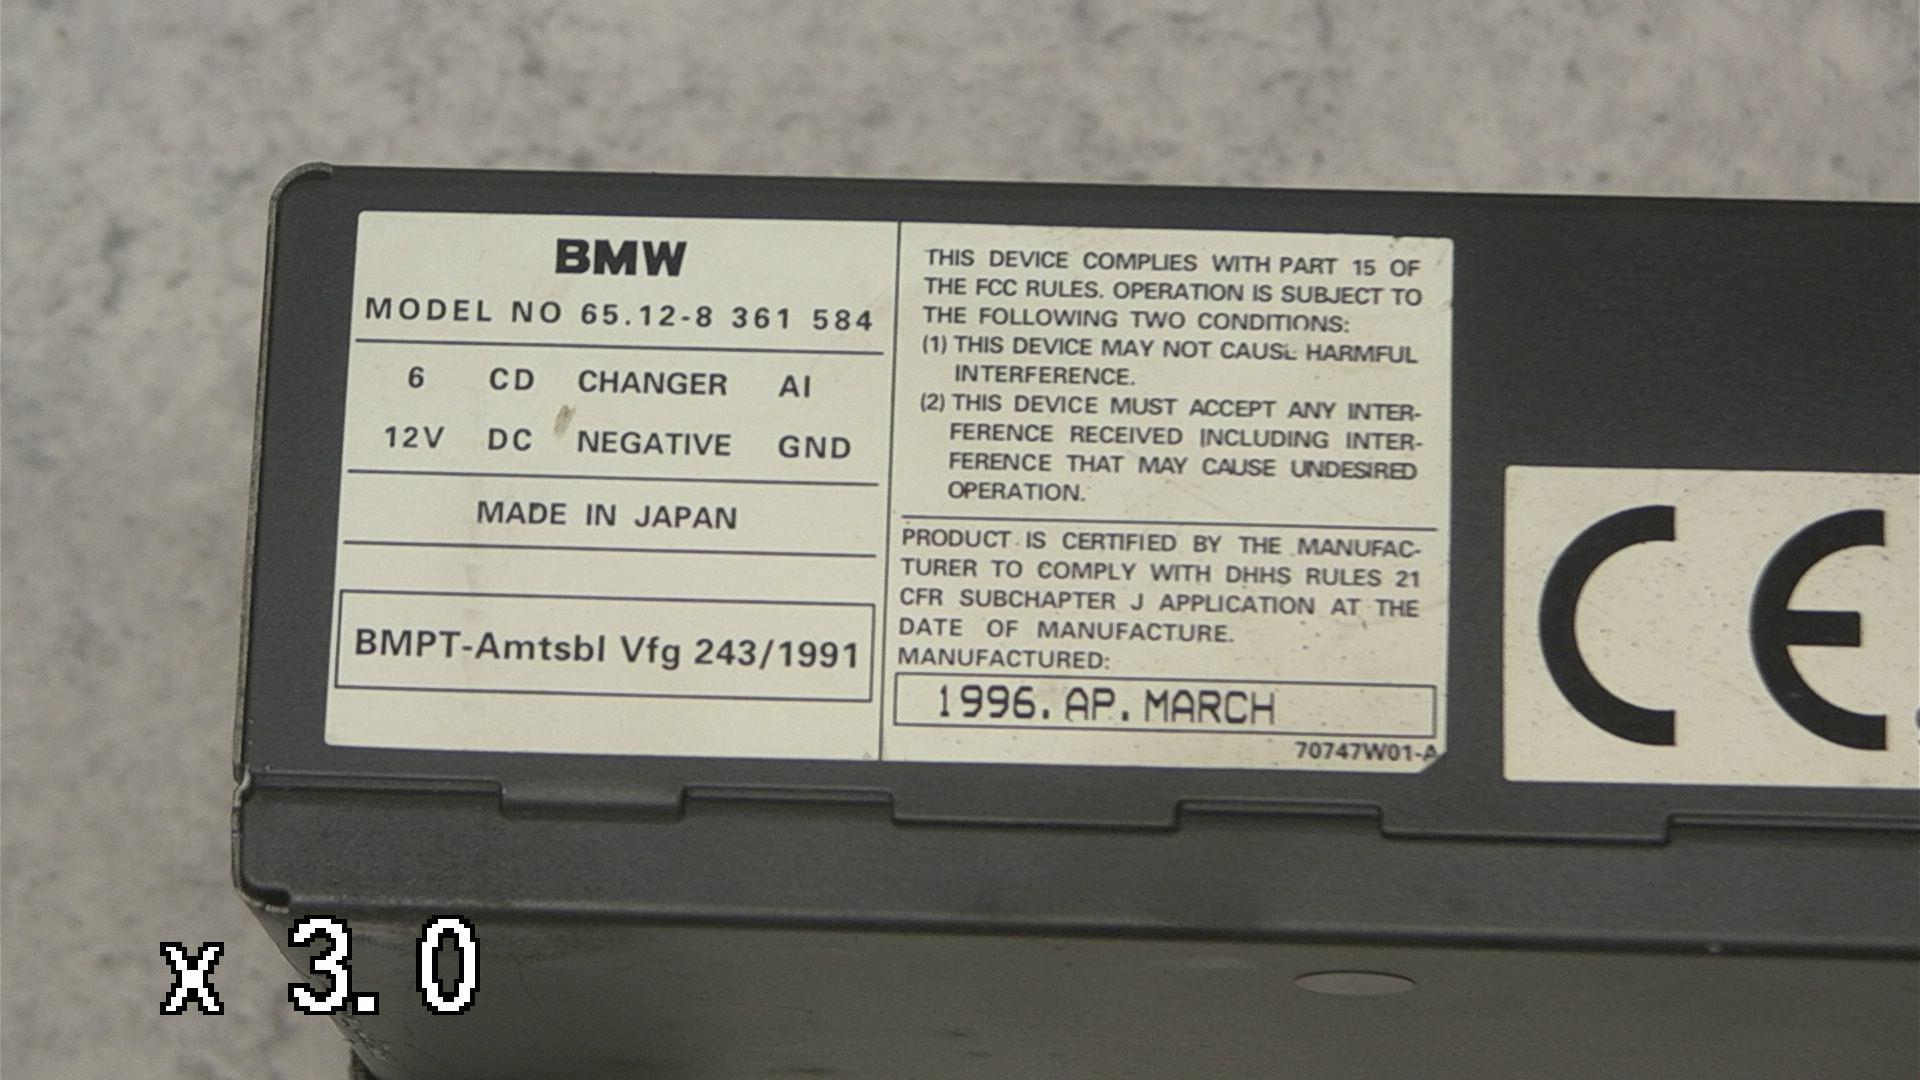 BMW
MODEL NO 65.12-8 361 584
6 CD CHANGER AI
12V DC NEGATIVE GND
MADE IN JAPAN
BMPT-Amtsbl Vfg 243/1991
THIS DEVICE COMPLIES WITH PART 15 OF
THE FCC RULES. OPERATION IS SUBJECT TO
THE FOLLOWING TWO CONDITIONS:
(1) THIS DEVICE MAY NOT CAUSE HARMFUL
INTERFERENCE.
(2) THIS DEVICE MUST ACCEPT ANY INTER-
FERENCE RECEIVED INCLUDING INTER-
FERENCE THAT MAY CAUSE UNDESIRED
OPERATION.
PRODUCT IS CERTIFIED BY THE MANUFAC-
TURER TO COMPLY WITH DHHS RULES 21
CFR SUBCHAPTER J APPLICATION AT THE
DATE OF MANUFACTURE.
MANUFACTURED:
1996. AP. MARCH
70747W01-A
CE
x 3.0